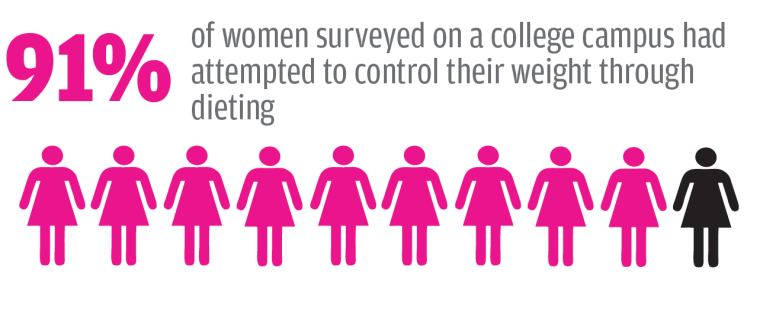 91%
of women surveyed on a college campus had
attempted to control their weight through
dieting